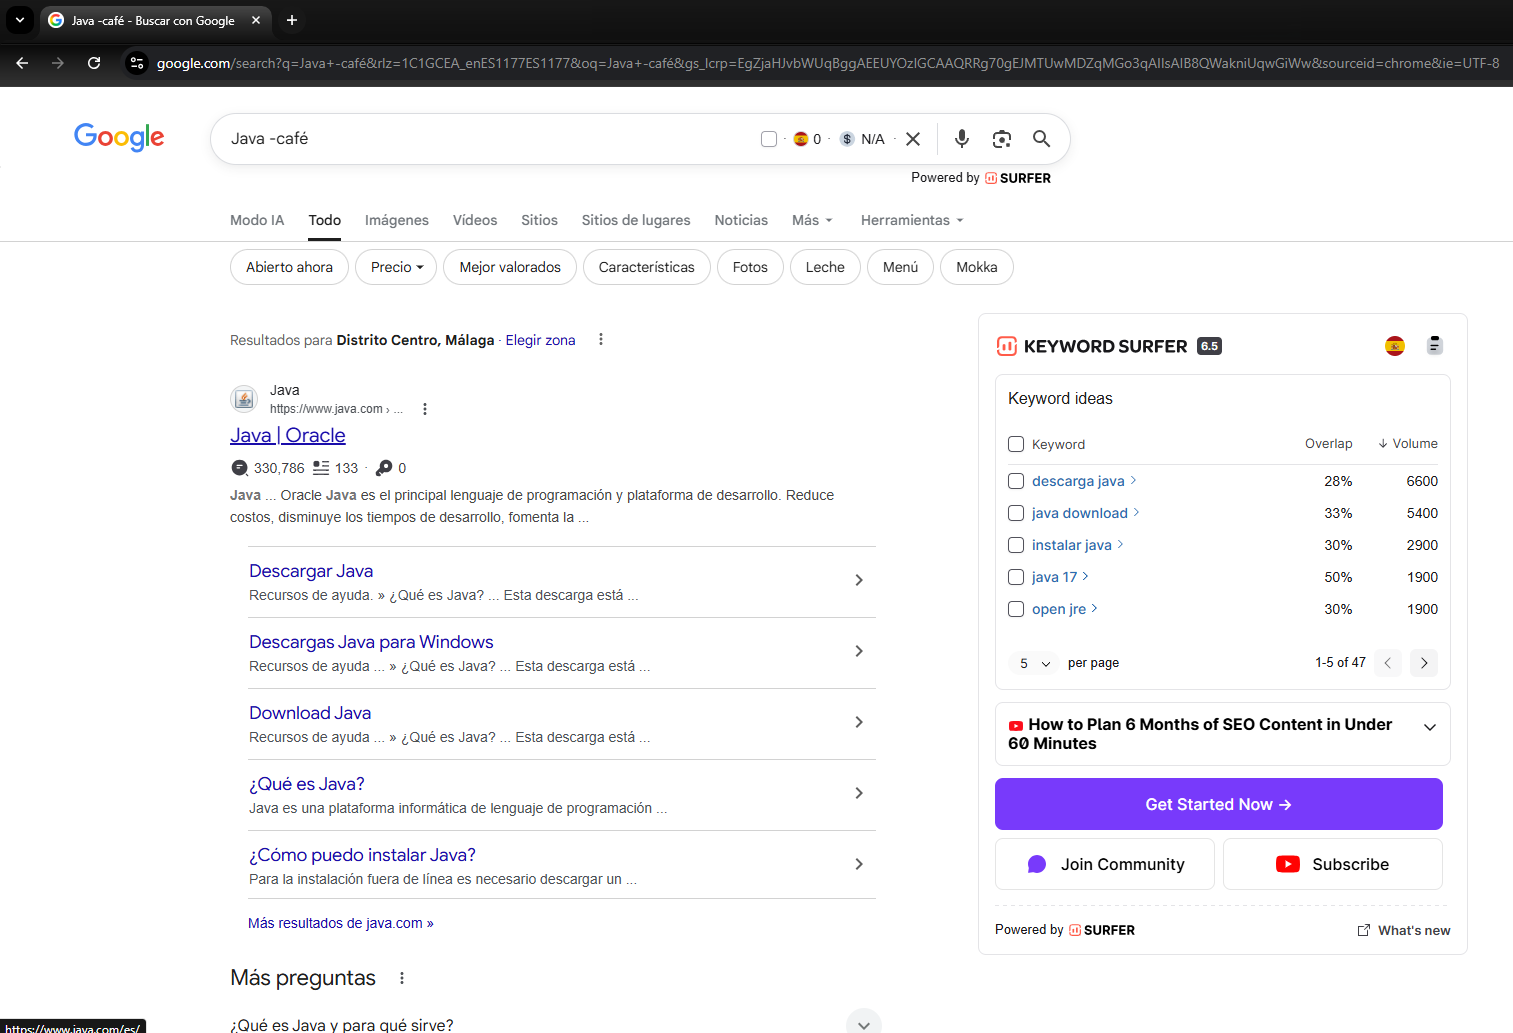 Java -café - Buscar con Google
google.com/search?q=Java+-café&rlz=1C1GCEA_enES1177ES1177&oq=Java+-café&gs_lcrp=EgZjaHJvbWUqBggAEEUYOzIGCAAQRRg70gEJMTUwMDZqMGo3qAIIsAIB8QWakniUqwGiWw&sourceid=chrome&ie=UTF-8
Google
Java -café
· 0 · $ N/A ·
Powered by SURFER
Modo IA Todo Imágenes Vídeos Sitios Sitios de lugares Noticias Más Herramientas
Abierto ahora Precio Mejor valorados Características Fotos Leche Menú Mokka
Resultados para Distrito Centro, Málaga · Elegir zona
Java
https://www.java.com › ...
Java | Oracle
330,786 133 · 0
Java ... Oracle Java es el principal lenguaje de programación y plataforma de desarrollo. Reduce
costos, disminuye los tiempos de desarrollo, fomenta la ...
Descargar Java
Recursos de ayuda. » ¿Qué es Java? ... Esta descarga está ...
Descargas Java para Windows
Recursos de ayuda ... » ¿Qué es Java? ... Esta descarga está ...
Download Java
Recursos de ayuda ... » ¿Qué es Java? ... Esta descarga está ...
¿Qué es Java?
Java es una plataforma informática de lenguaje de programación ...
¿Cómo puedo instalar Java?
Para la instalación fuera de línea es necesario descargar un ...
Más resultados de java.com »
Más preguntas
¿Qué es Java y para qué sirve?
https://www.java.com/es/
KEYWORD SURFER 6.5
Keyword ideas
Keyword Overlap ↓ Volume
descarga java 28% 6600
java download 33% 5400
instalar java 30% 2900
java 17 50% 1900
open jre 30% 1900
5 per page 1-5 of 47
How to Plan 6 Months of SEO Content in Under
60 Minutes
Get Started Now →
Join Community Subscribe
Powered by SURFER What's new